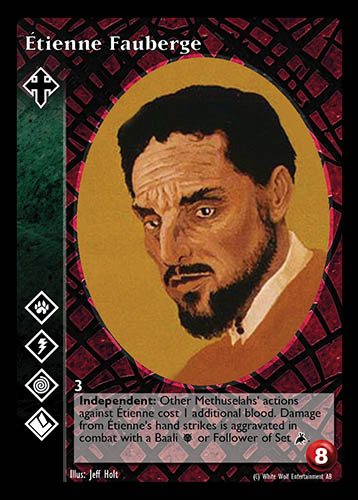 Étienne Fauberge
3
Independent: Other Methuselahs' actions
against Étienne cost 1 additional blood. Damage
from Étienne's hand strikes is aggravated in
combat with a Baali or Follower of Set .
8
Illus: Jeff Holt
(C) White Wolf Entertainment AB